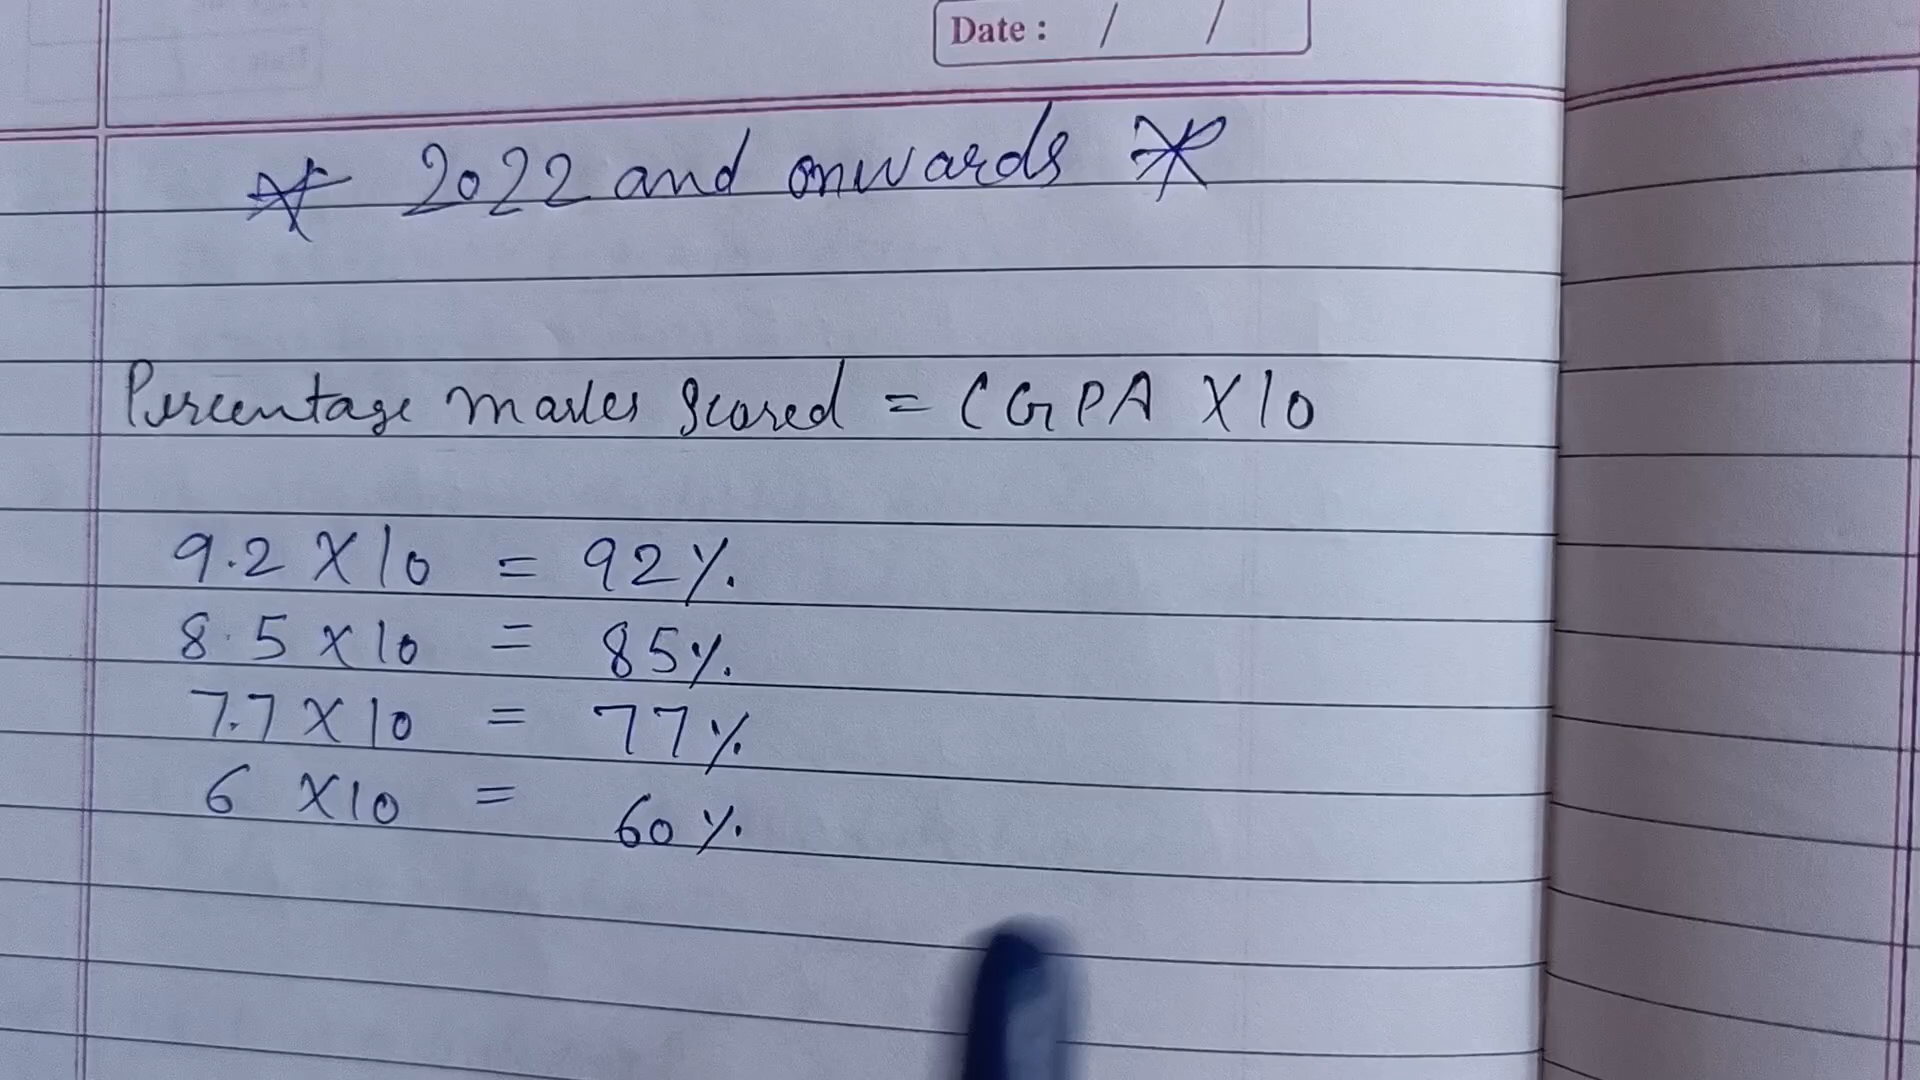 Date : / /
* 2022 and onwards *
Percentage marks scored = CGPA X 10
9.2 X 10 = 92%.
8.5 X 10 = 85%.
7.7 X 10 = 77%.
6 X 10 = 60%.